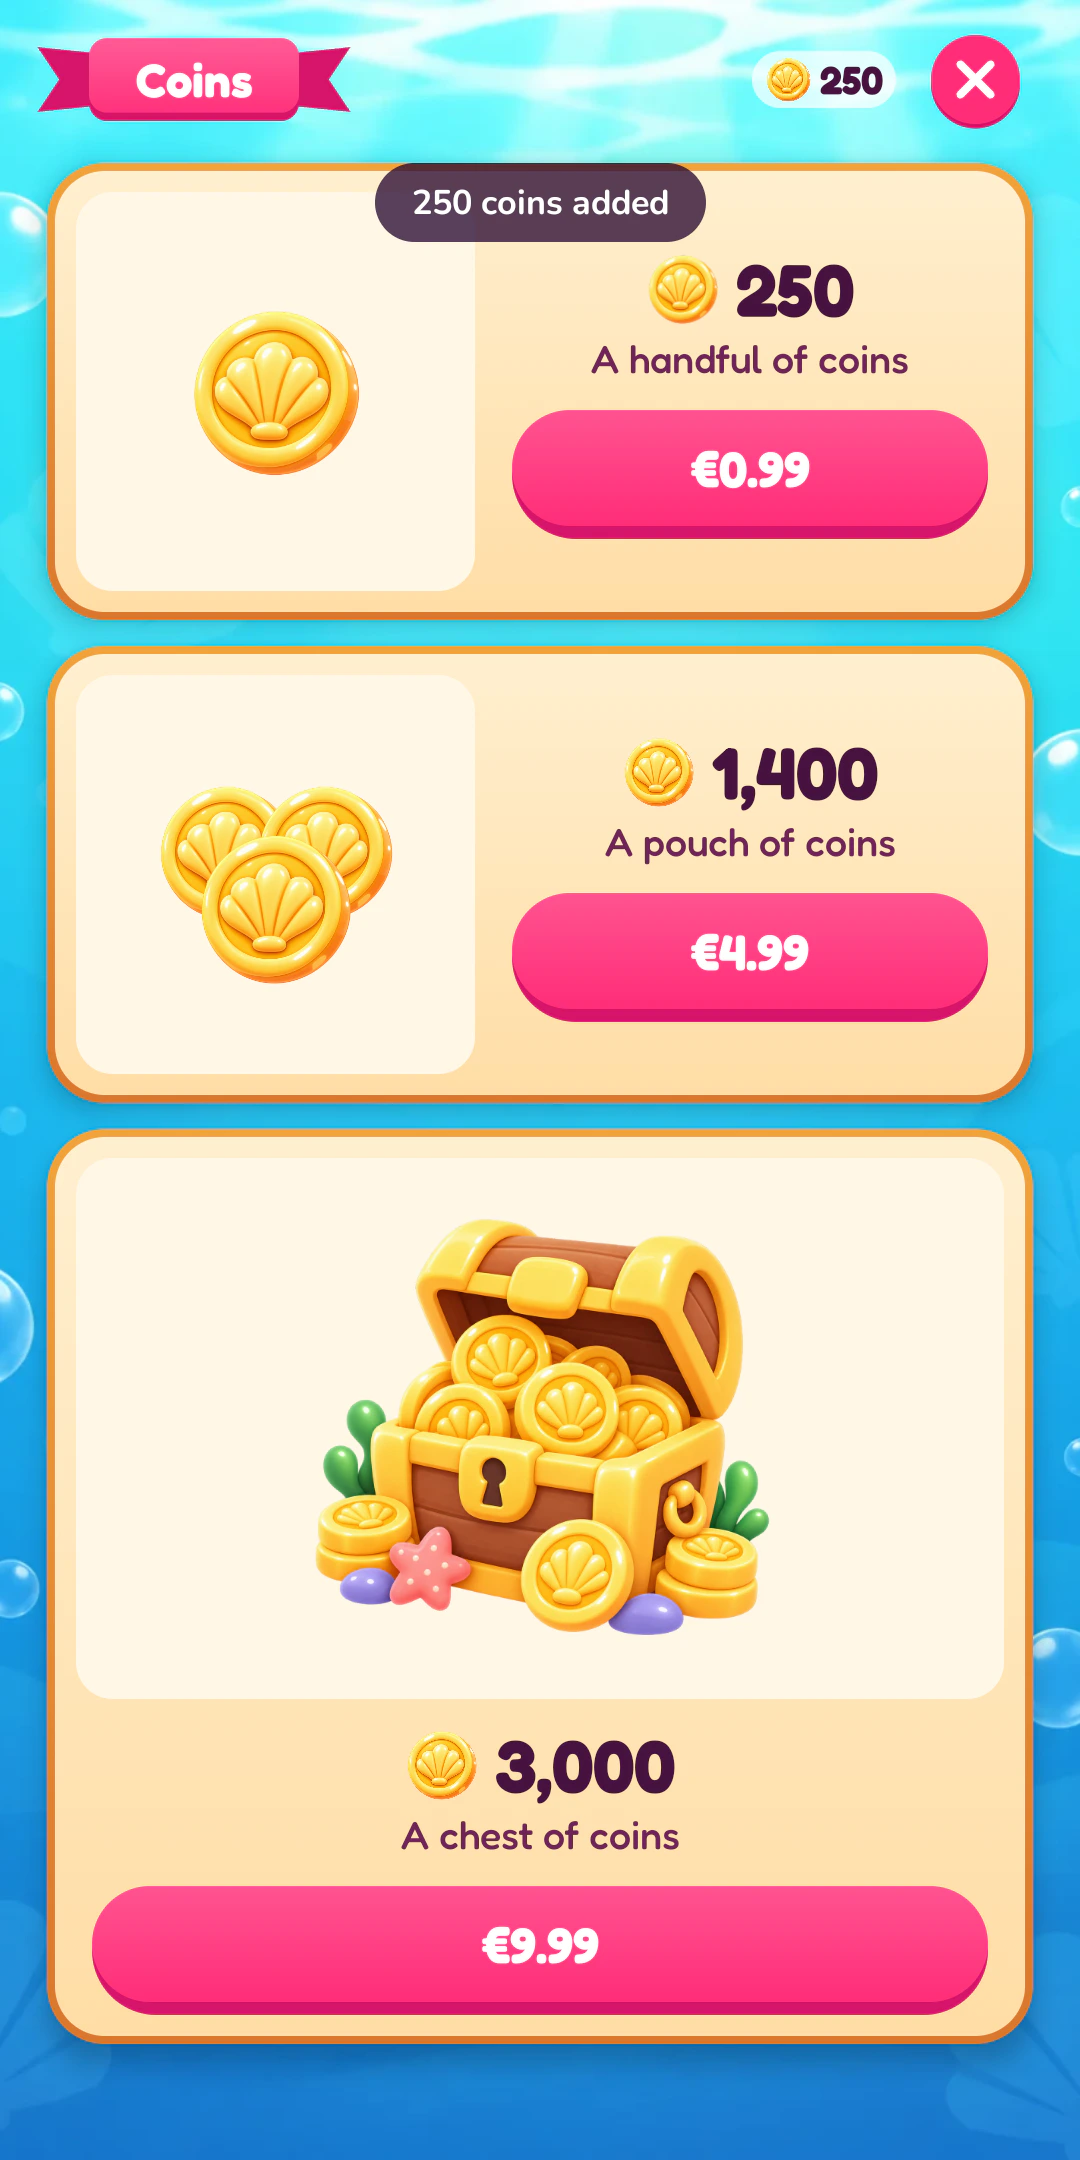 Coins
250
250 coins added
250
A handful of coins
€0.99
1,400
A pouch of coins
€4.99
3,000
A chest of coins
€9.99